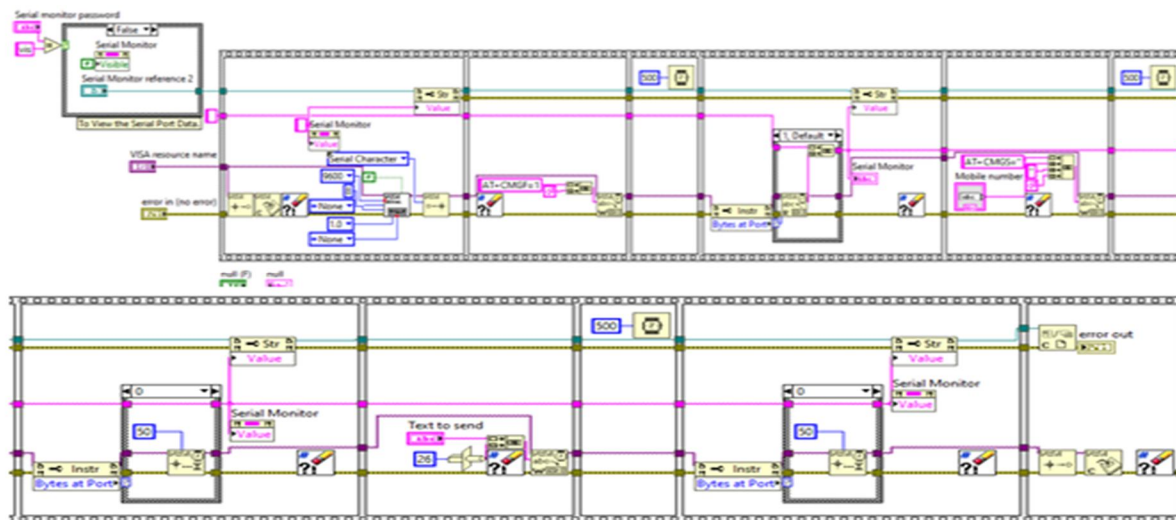 Serial monitor password
False
Serial Monitor
Visible
Serial Monitor reference 2
To View the Serial Port Data.
VISA resource name
error in (no error)
Serial Monitor
Value
Serial Character
9600
None
1.0
None
Str
Value
AT+CMGF=1
500
Instr
Bytes at Port
1, Default
Str
Value
Serial Monitor
AT+CMGS="
Mobile number
500
null (F)
null
Instr
Bytes at Port
0
50
Str
Value
Serial Monitor
Value
Text to send
26
500
Instr
Bytes at Port
0
50
Str
Value
Serial Monitor
Value
error out